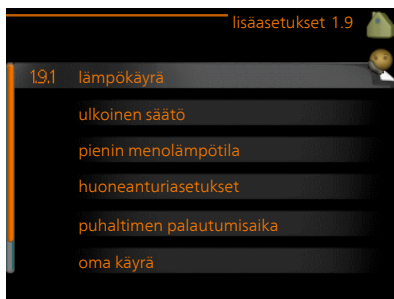 lisäasetukset 1.9
1.9.1 lämpökäyrä
ulkoinen säätö
pienin menolämpötila
huoneanturiasetukset
puhaltimen palautumisaika
oma käyrä